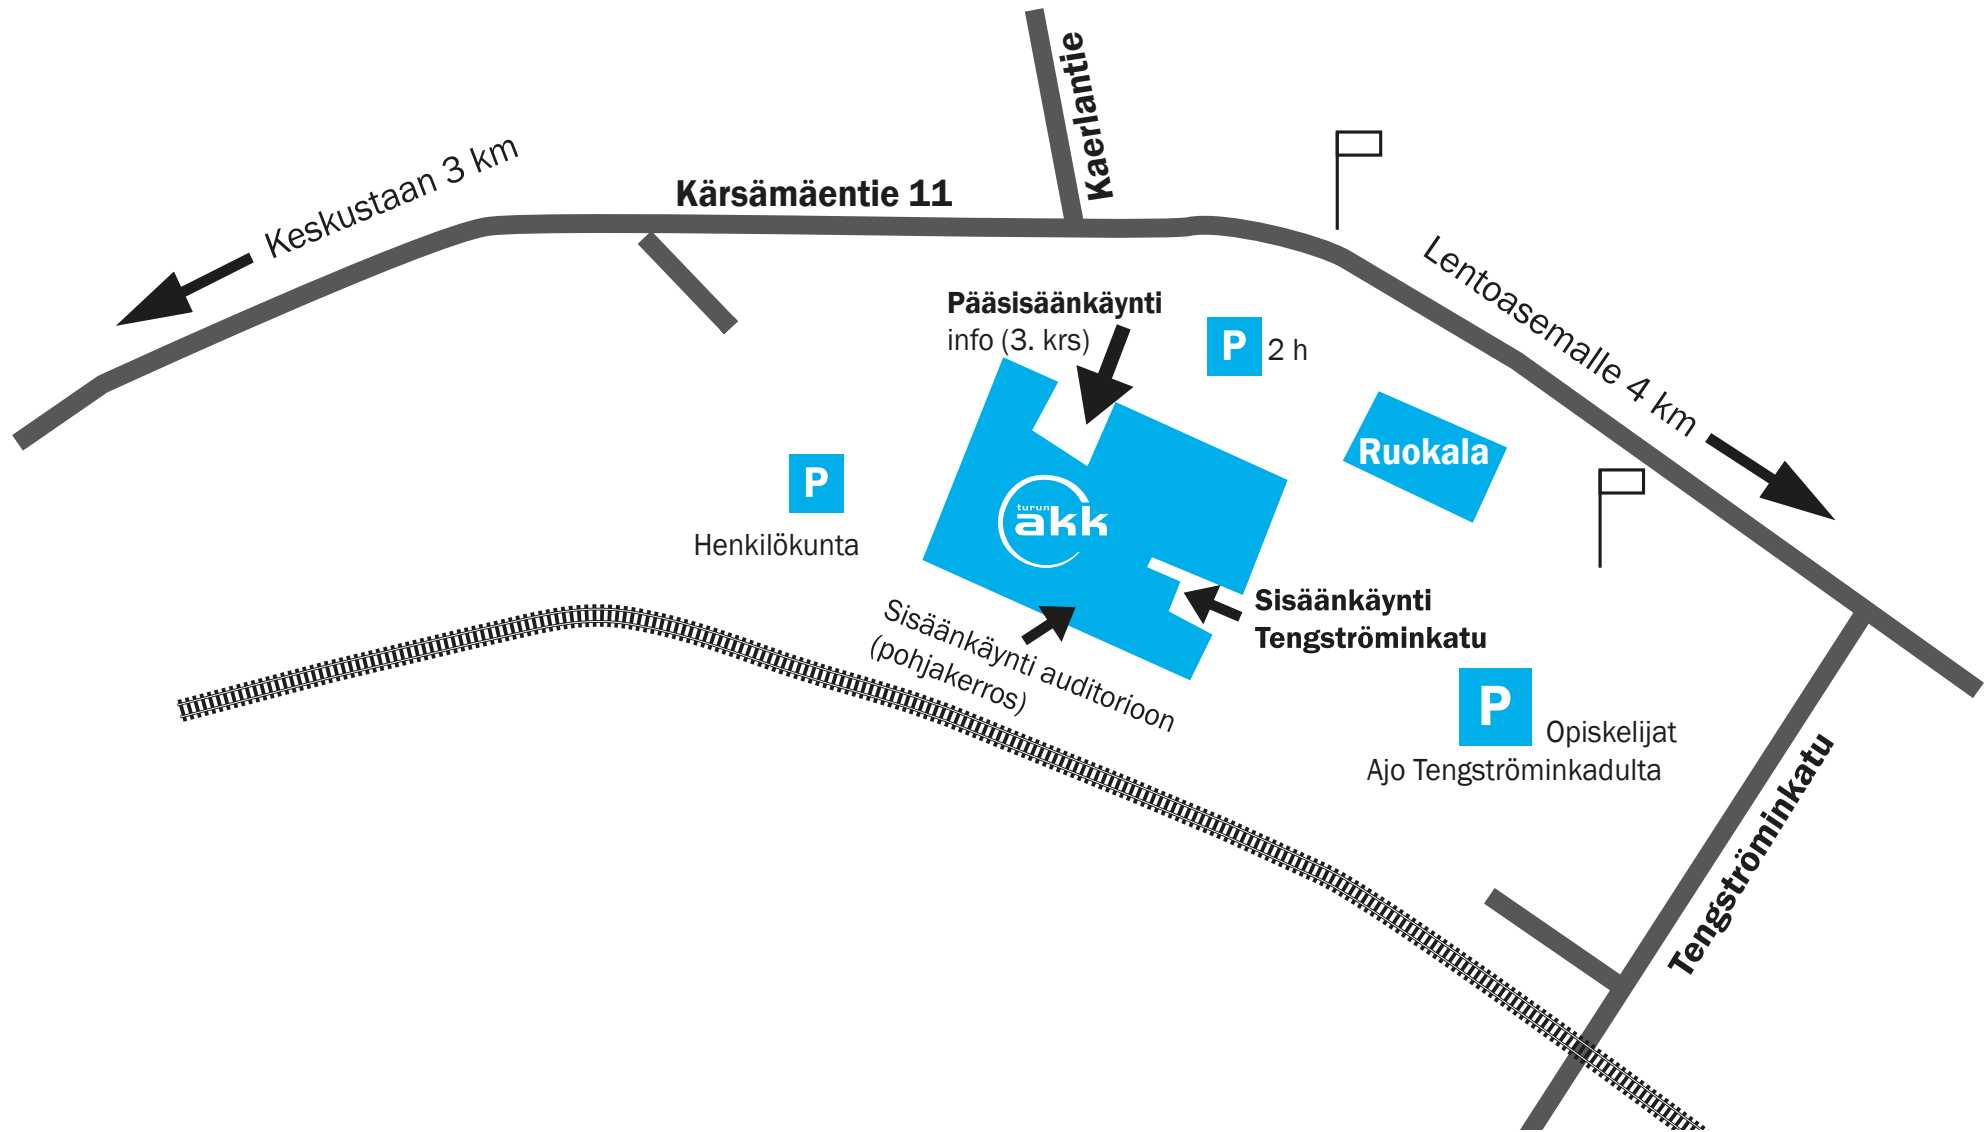 Kaerlantie
Keskustaan 3 km
Kärsämäentie 11
Lentoasemalle 4 km
Pääsisäänkäynti
info (3. krs)
P 2 h
Ruokala
P
Henkilökunta
turun
akk
Sisäänkäynti
Tengströminkatu
Sisäänkäynti auditorioon
(pohjakerros)
P Opiskelijat
Ajo Tengströminkadulta
Tengströminkatu